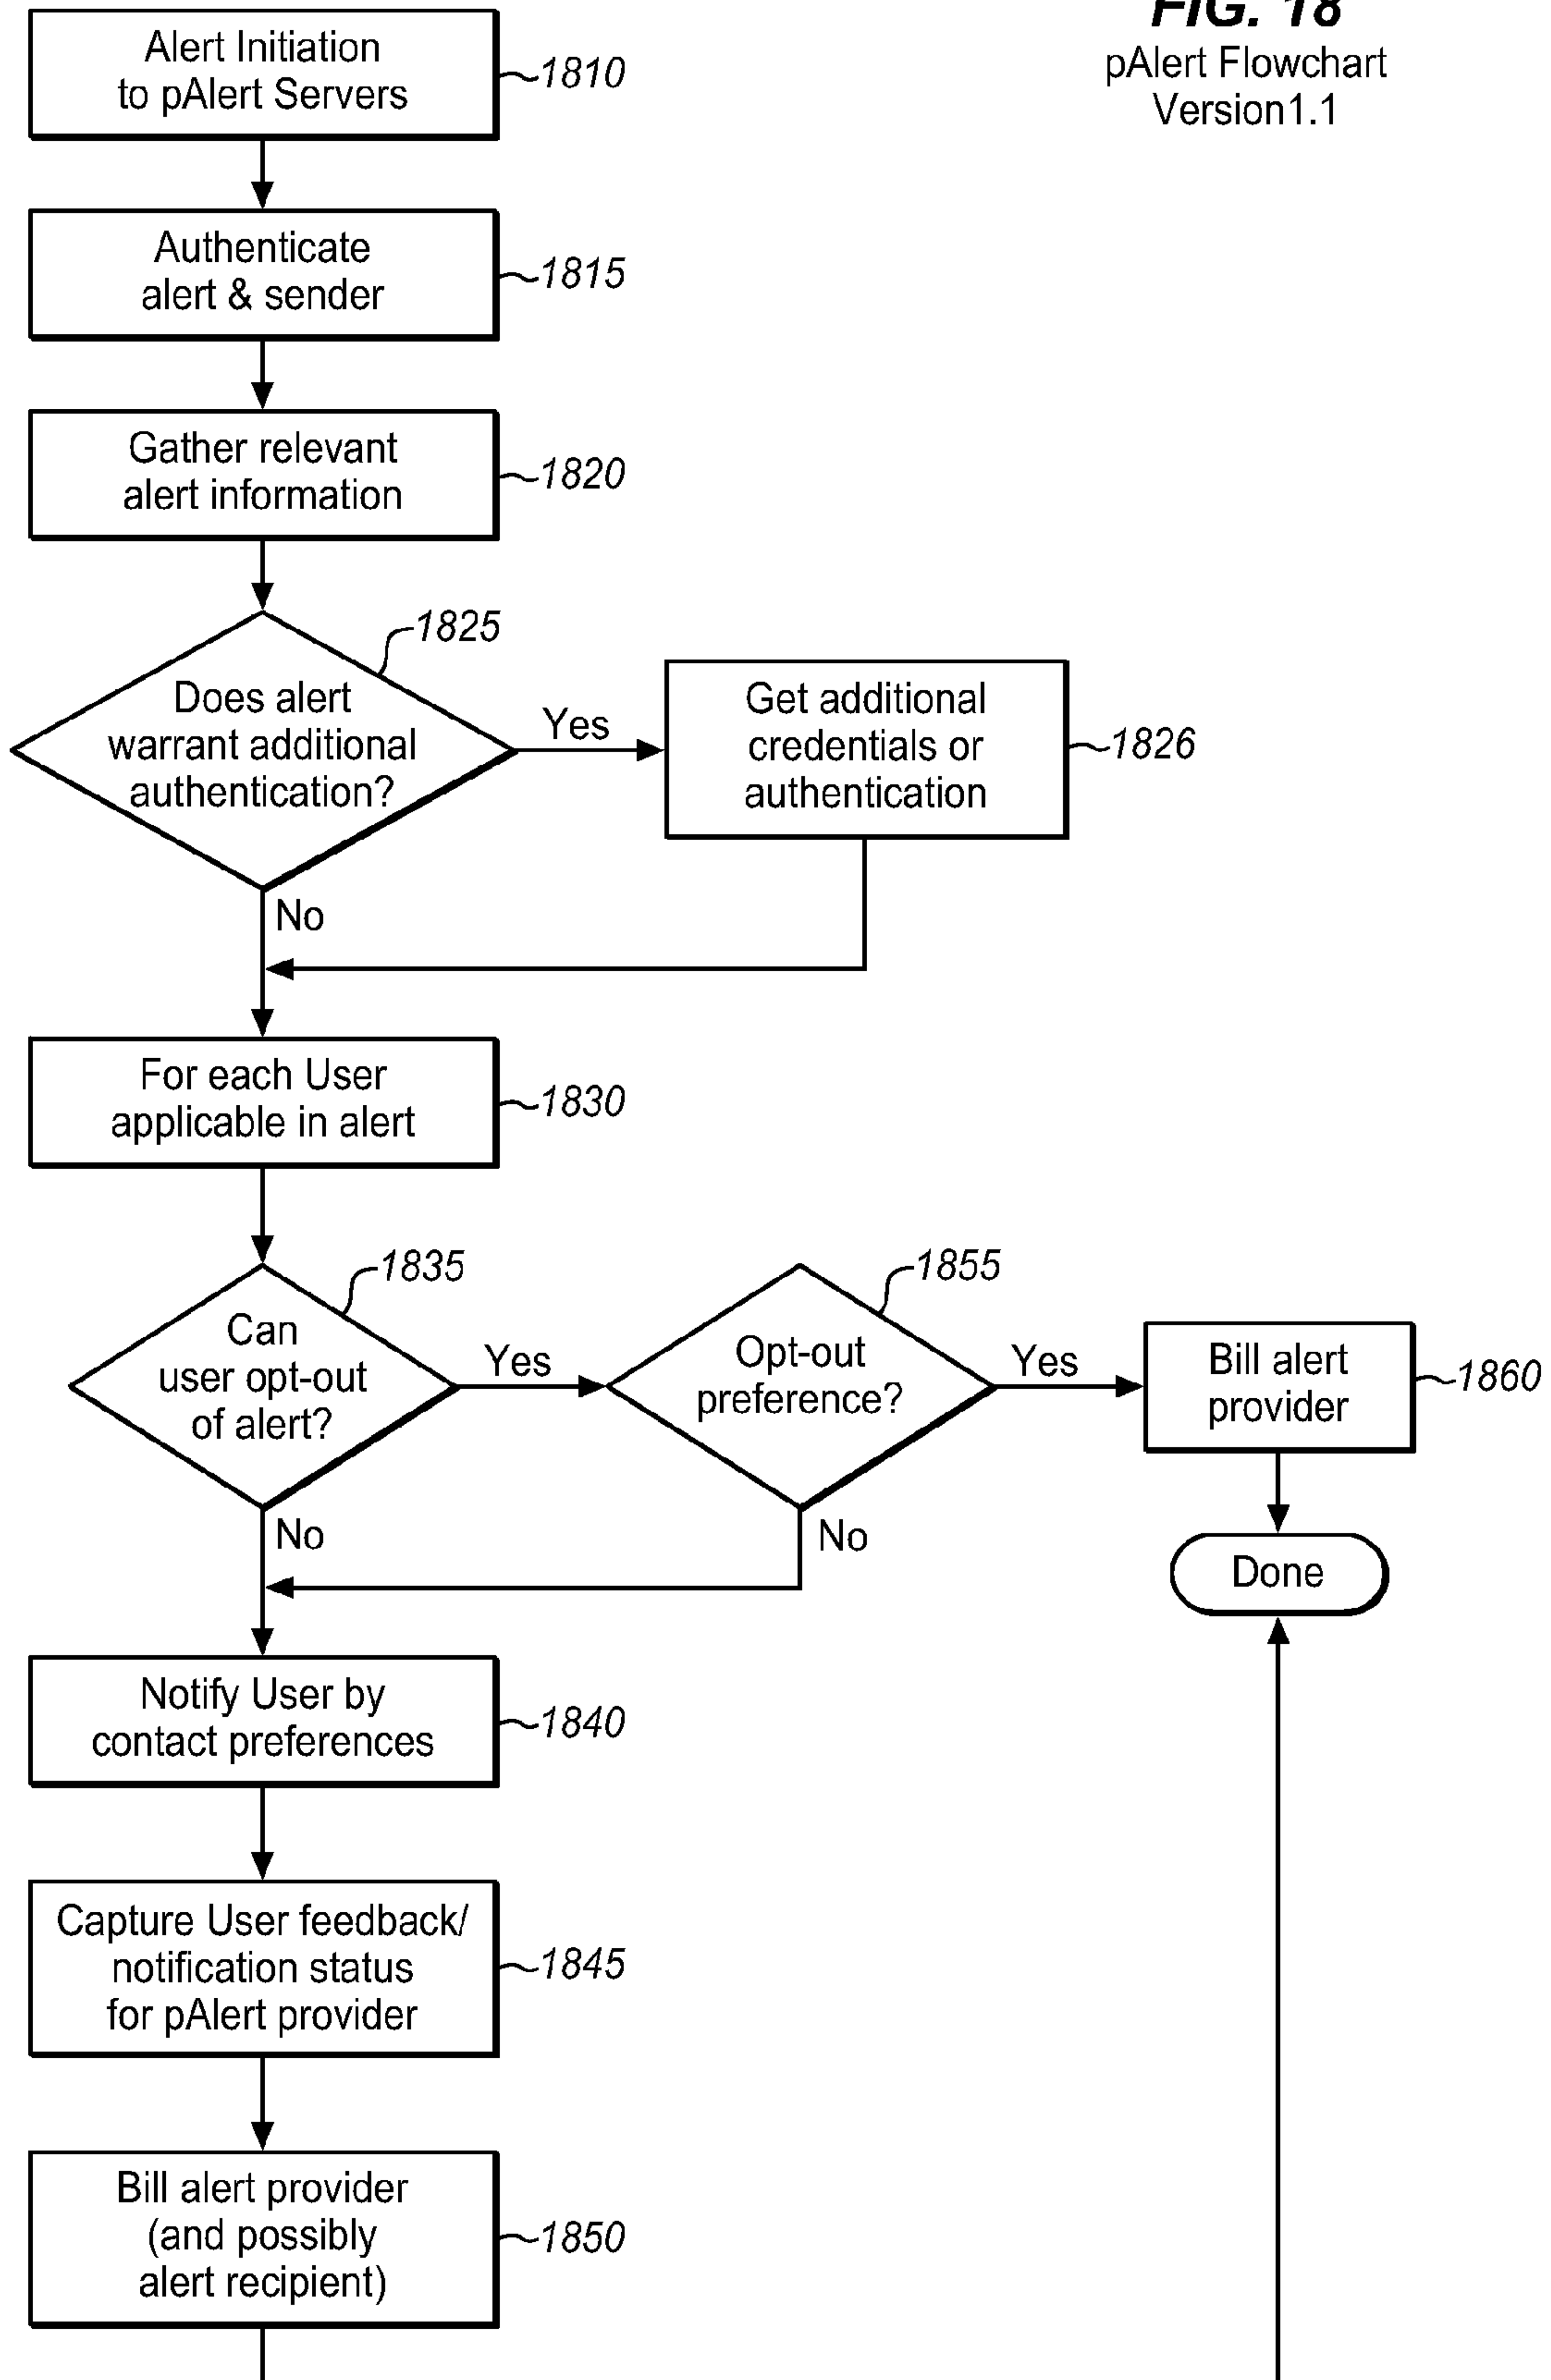 FIG. 18
pAlert Flowchart
Version1.1
Alert Initiation
to pAlert Servers
1810
Authenticate
alert & sender
1815
Gather relevant
alert information
1820
1825
Does alert
warrant additional
authentication?
Yes
Get additional
credentials or
authentication
1826
No
For each User
applicable in alert
1830
1835
Can
user opt-out
of alert?
Yes
1855
Opt-out
preference?
Yes
Bill alert
provider
1860
No
No
Done
Notify User by
contact preferences
1840
Capture User feedback/
notification status
for pAlert provider
1845
Bill alert provider
(and possibly
alert recipient)
1850